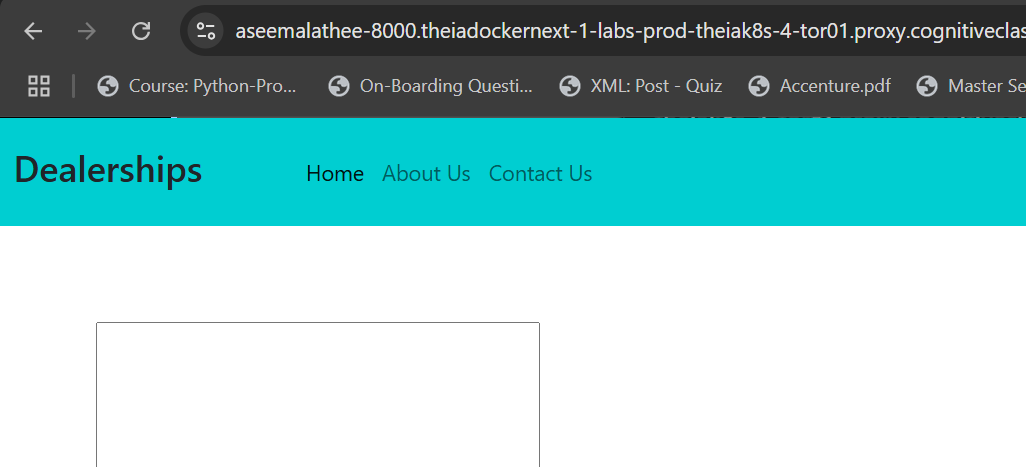 aseemalathee-8000.theiadockernext-1-labs-prod-theiak8s-4-tor01.proxy.cognitiveclas
Course: Python-Pro... On-Boarding Questi... XML: Post - Quiz Accenture.pdf Master Se
Dealerships Home About Us Contact Us